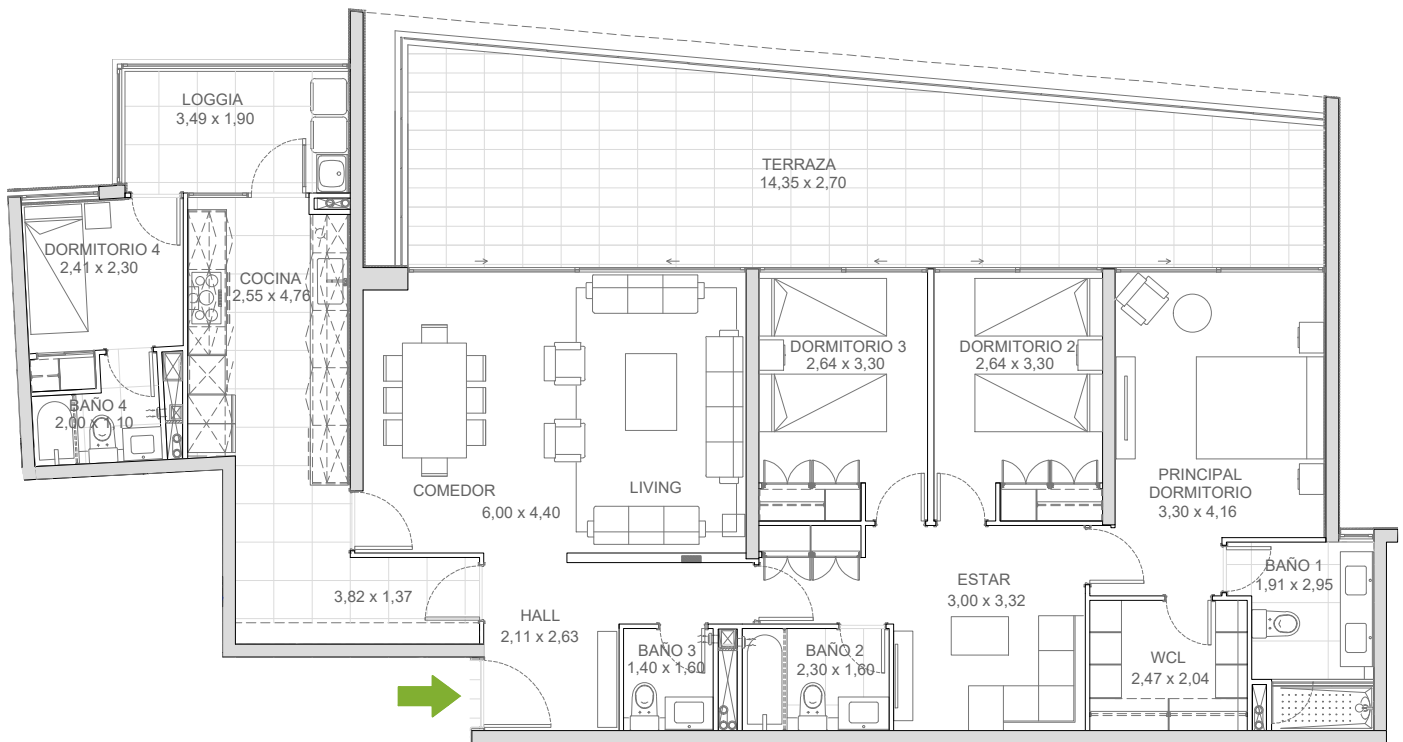 LOGGIA
3,49 x 1,90
TERRAZA
14,35 x 2,70
DORMITORIO 4
2,41 x 2,30
COCINA
2,55 x 4,76
DORMITORIO 3
2,64 x 3,30
DORMITORIO 2
2,64 x 3,30
BAÑO 4
2,00 x 1,10
COMEDOR
LIVING
6,00 x 4,40
PRINCIPAL
DORMITORIO
3,30 x 4,16
BAÑO 1
1,91 x 2,95
3,82 x 1,37
ESTAR
3,00 x 3,32
HALL
2,11 x 2,63
BAÑO 3
1,40 x 1,60
BAÑO 2
2,30 x 1,60
WCL
2,47 x 2,04